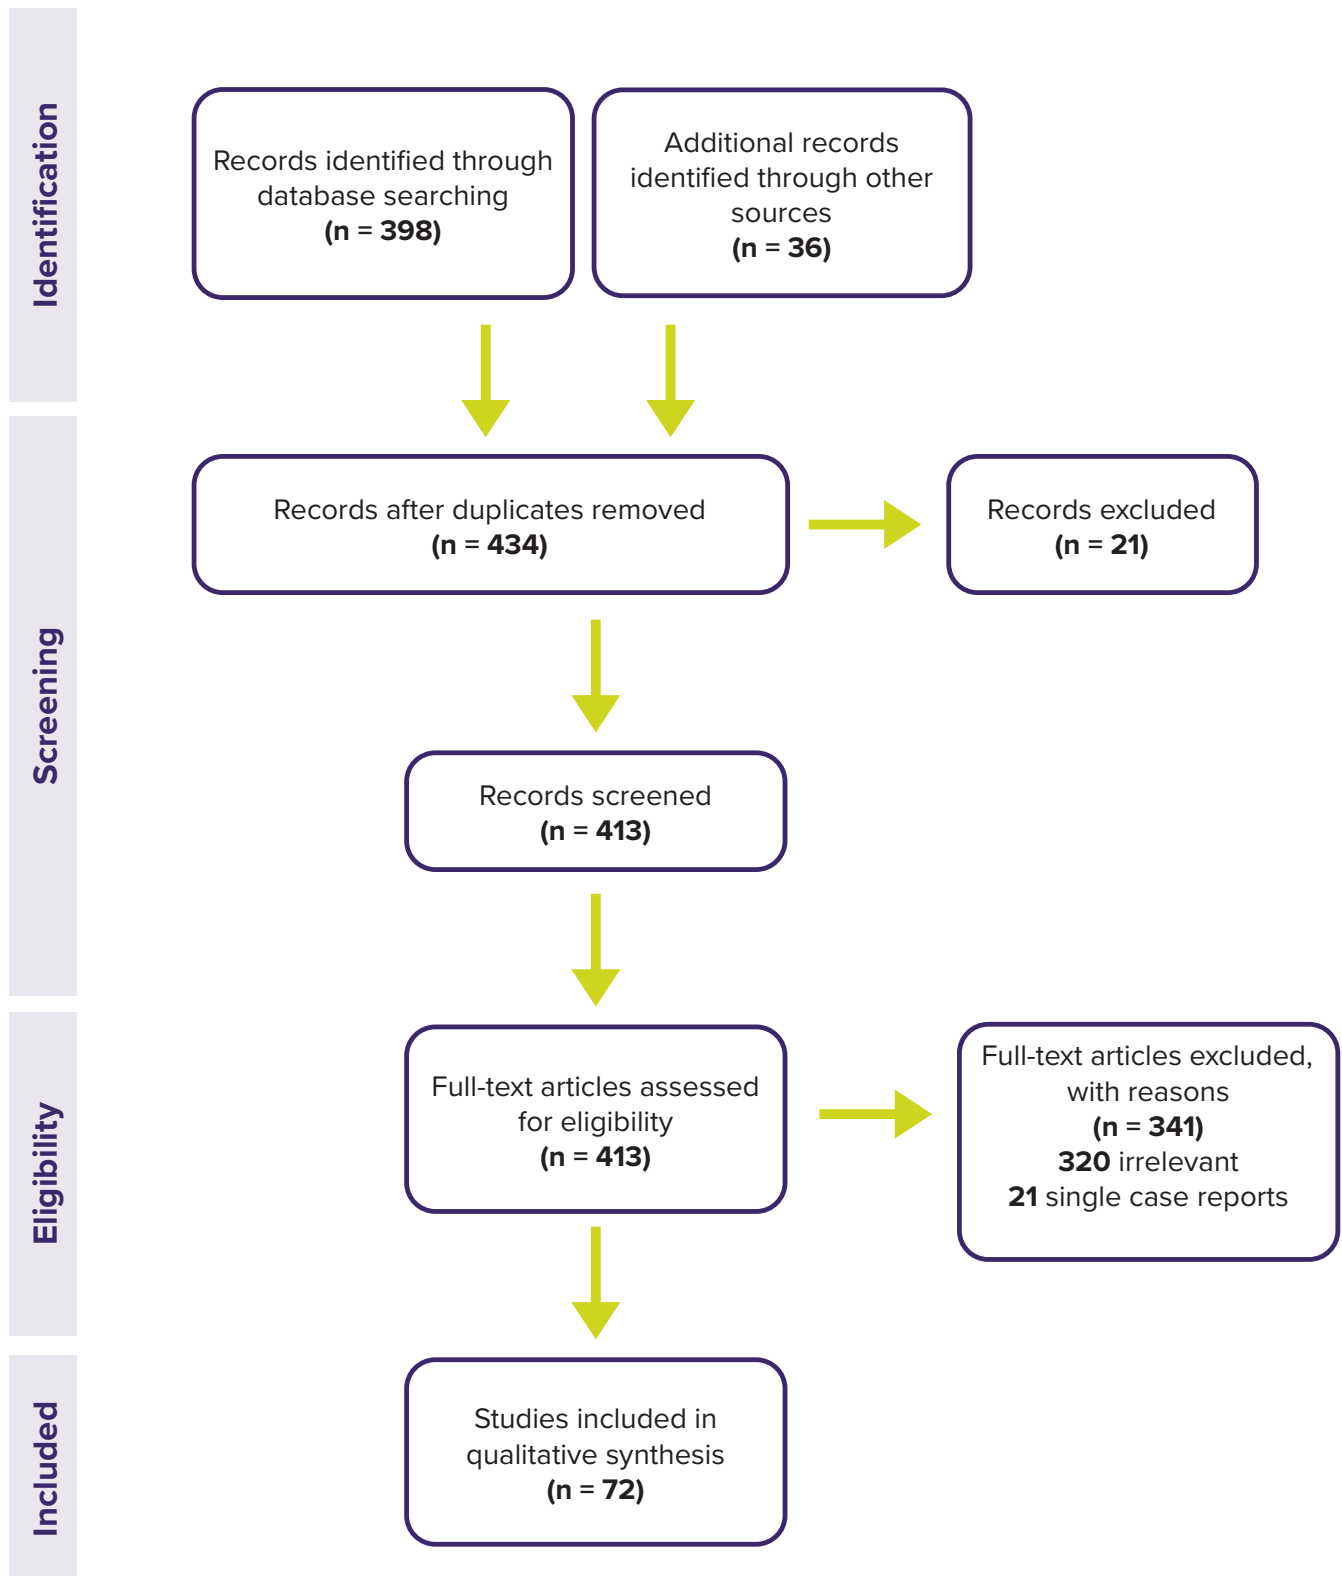 Identification
Records identified through
database searching
(n = 398)
Additional records
identified through other
sources
(n = 36)
Screening
Records after duplicates removed
(n = 434)
Records excluded
(n = 21)
Records screened
(n = 413)
Eligibility
Full-text articles assessed
for eligibility
(n = 413)
Full-text articles excluded,
with reasons
(n = 341)
320 irrelevant
21 single case reports
Included
Studies included in
qualitative synthesis
(n = 72)